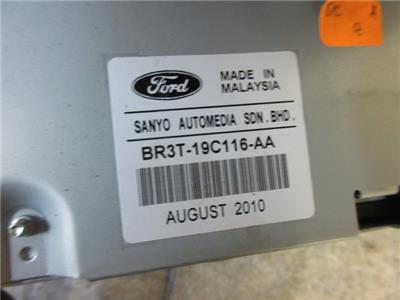 Ford
MADE IN
MALAYSIA
SANYO AUTOMEDIA SDN . BHD .
BR3T-19C116-AA
AUGUST 2010